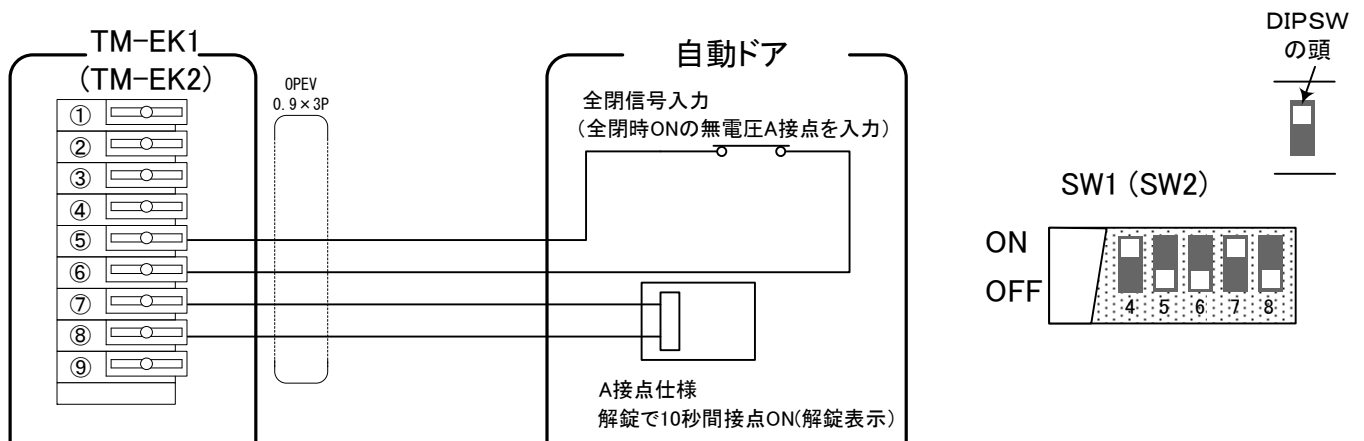 TM-EK1
(TM-EK2)
①
②
③
④
⑤
⑥
⑦
⑧
⑨
OPEV
0.9×3P
自動ドア
全閉信号入力
(全閉時ONの無電圧A接点を入力)
A接点仕様
解錠で10秒間接点ON(解錠表示)
DIPSW
の頭
SW1 (SW2)
ON
OFF
4 5 6 7 8